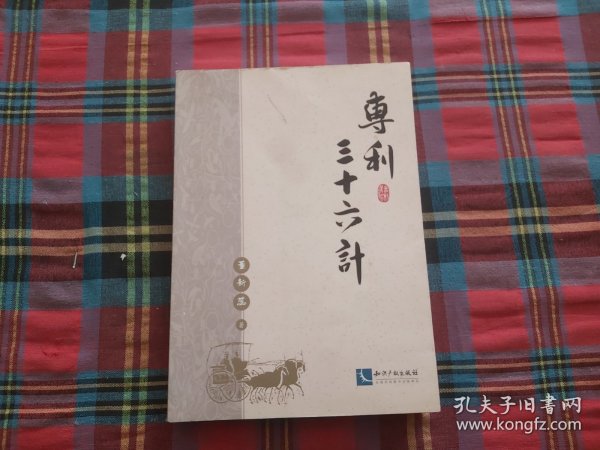 專利
三十六計
董新蕊 著
知识产权出版社
孔夫子旧书网
www.kongfz.com